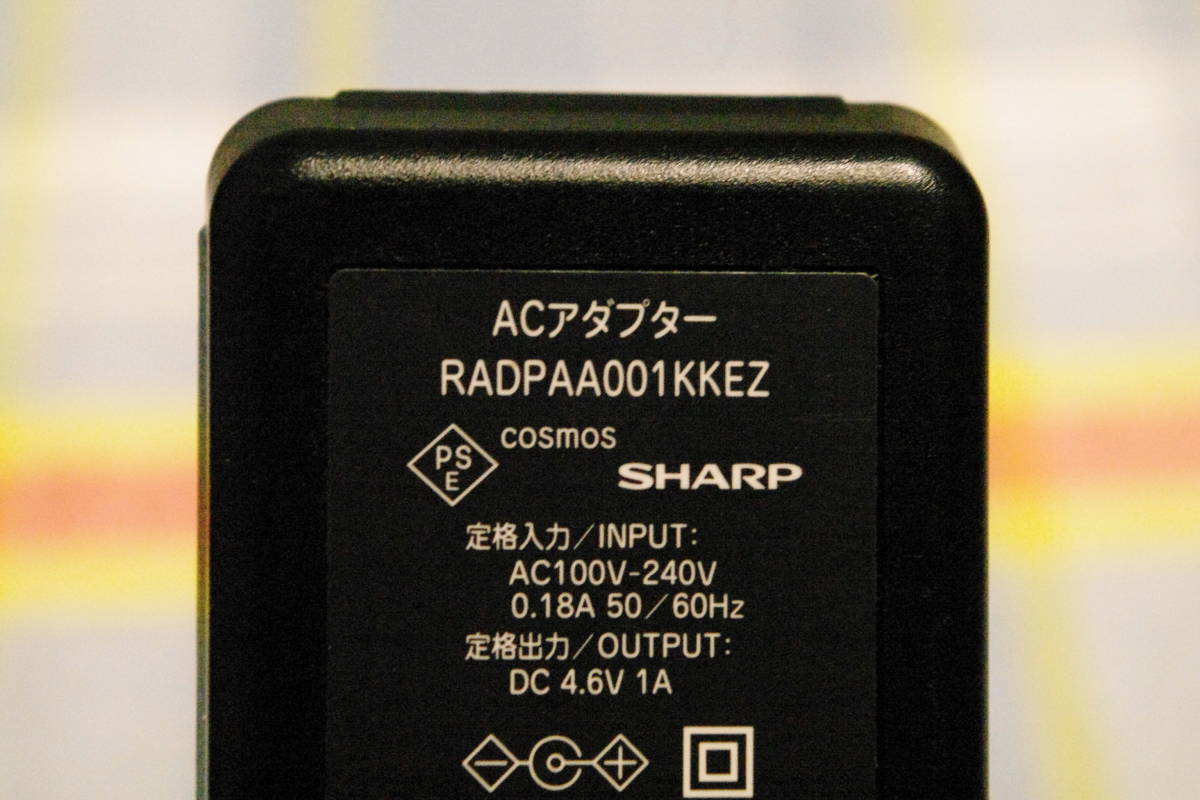 ACアダプター
RADPAA001KKEZ
PS
E
cosmos
SHARP
定格入力/INPUT:
AC100V-240V
0.18A 50/60Hz
定格出力/OUTPUT:
DC 4.6V 1A